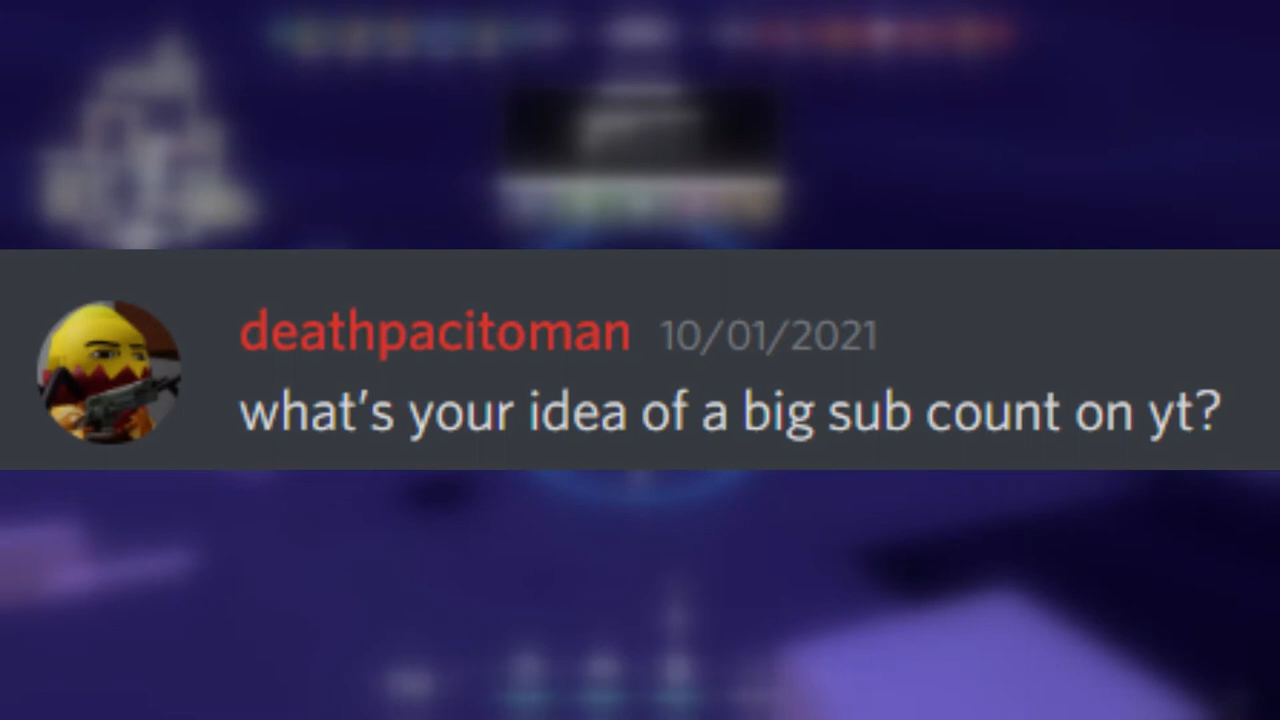 deathpacitoman 10/01/2021
what's your idea of a big sub count on yt?